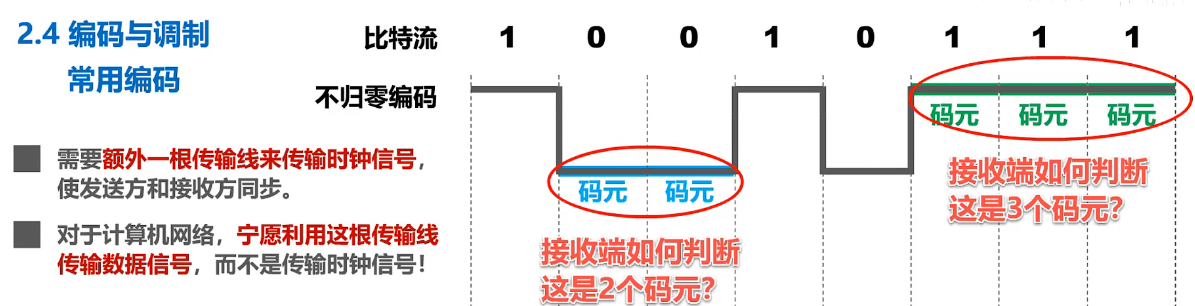 2.4 编码与调制
常用编码
比特流 1 0 0 1 0 1 1 1
不归零编码
码元 码元 码元
码元 码元
需要额外一根传输线来传输时钟信号,
使发送方和接收方同步。
对于计算机网络,宁愿利用这根传输线
传输数据信号,而不是传输时钟信号!
接收端如何判断
这是2个码元?
接收端如何判断
这是3个码元?